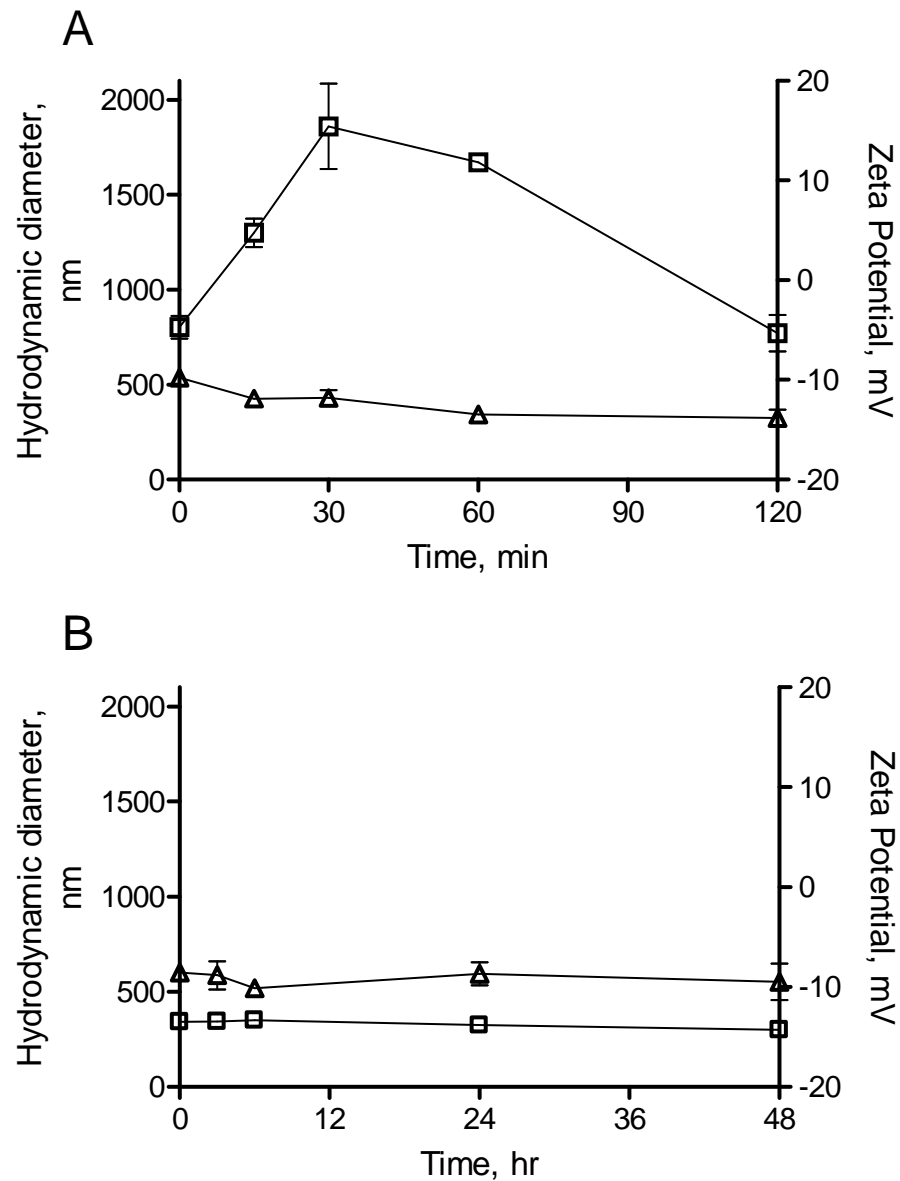 A
Hydrodynamic diameter,
nm
2000
1500
1000
500
0
20
10
0
-10
-20
Zeta Potential, mV
0 30 60 90 120
Time, min
B
Hydrodynamic diameter,
nm
2000
1500
1000
500
0
20
10
0
-10
-20
Zeta Potential, mV
0 12 24 36 48
Time, hr